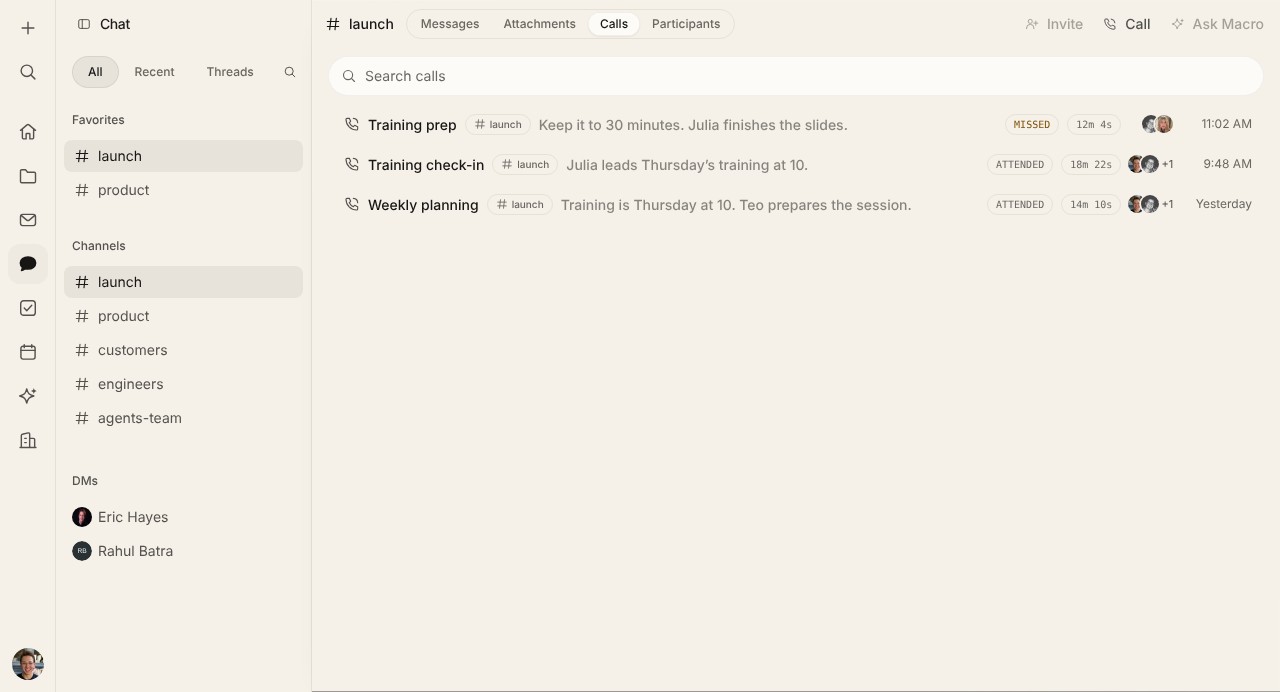 Chat
All Recent Threads
Favorites
launch
product
Channels
launch
product
customers
engineers
agents-team
DMs
Eric Hayes
RB Rahul Batra
# launch Messages Attachments Calls Participants Invite Call Ask Macro
Search calls
Training prep # launch Keep it to 30 minutes. Julia finishes the slides. MISSED 12m 4s 11:02 AM
Training check-in # launch Julia leads Thursday’s training at 10. ATTENDED 18m 22s +1 9:48 AM
Weekly planning # launch Training is Thursday at 10. Teo prepares the session. ATTENDED 14m 10s +1 Yesterday